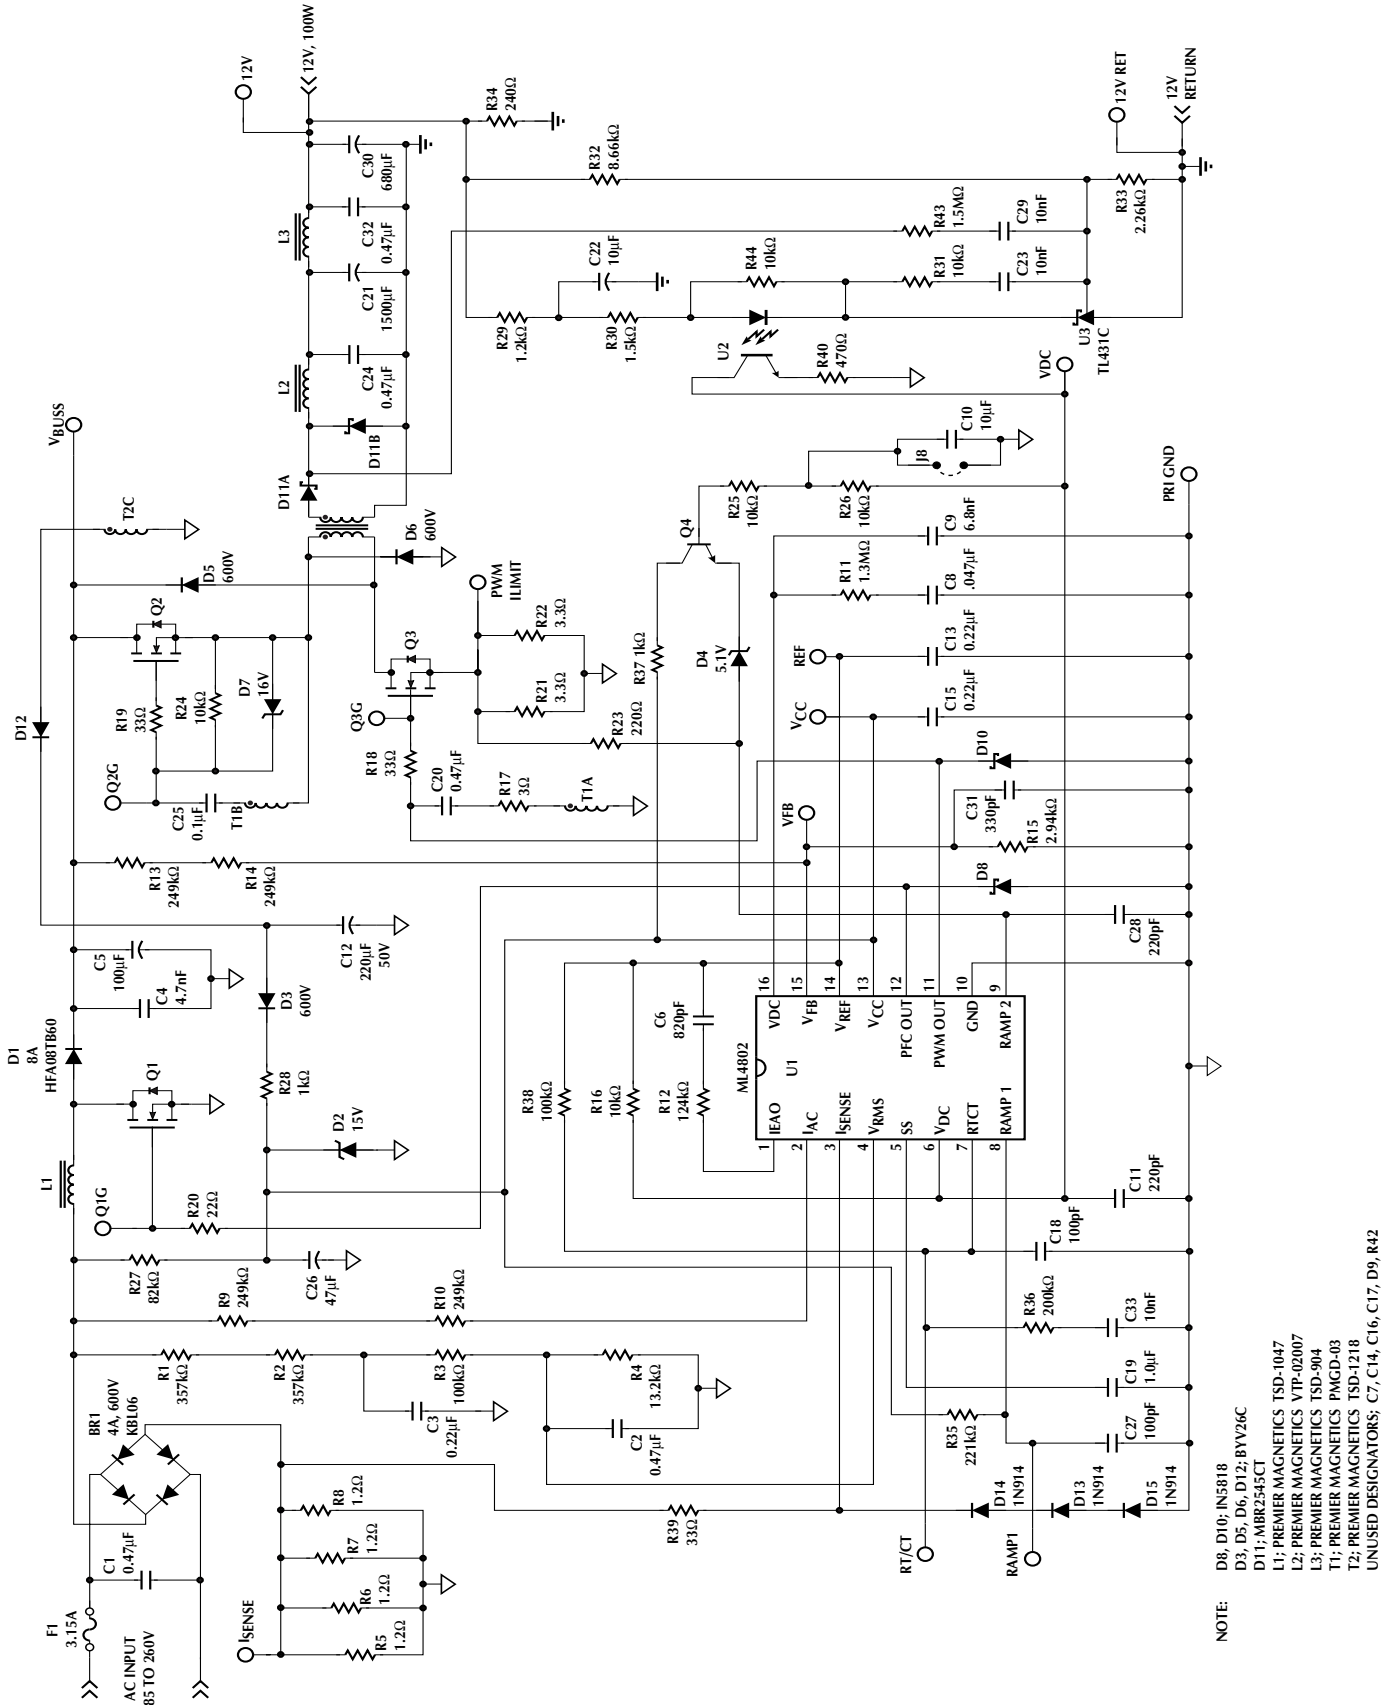 AC INPUT
85 TO 260V
F1
3.15A
C1
0.47µF
BR1
4A, 600V
KBL06
ISENSE
R5
1.2Ω
R6
1.2Ω
R7
1.2Ω
R8
1.2Ω
R1
357kΩ
R2
357kΩ
C3
0.22µF
R3
100kΩ
R4
13.2kΩ
C2
0.47µF
R9
249kΩ
R10
249kΩ
R27
82kΩ
C26
47µF
Q1G
R20
22Ω
L1
Q1
D1
8A
HFA08TB60
D2
15V
R28
1kΩ
D3
600V
C4
4.7nF
C5
100µF
C12
220µF
50V
R13
249kΩ
R14
249kΩ
D12
Q2G
C25
0.1µF
T1B
R19
33Ω
R24
10kΩ
D7
16V
Q2
D5
600V
T2C
VBUSS
D6
600V
Q3G
Q3
R18
33Ω
C20
0.47µF
R17
3Ω
T1A
PWM
ILIMIT
R21
3.3Ω
R22
3.3Ω
R23
220Ω
D11A
D11B
L2
C24
0.47µF
C21
1500µF
L3
C32
0.47µF
C30
680µF
12V
12V, 100W
R34
240Ω
R32
8.66kΩ
R29
1.2kΩ
C22
10µF
R30
1.5kΩ
R44
10kΩ
U2
R40
470Ω
R43
1.5MΩ
R31
10kΩ
C29
10nF
C23
10nF
U3
TL431C
R33
2.26kΩ
12V RET
12V
RETURN
VDC
R37 1kΩ
Q4
D4
5.1V
R25
10kΩ
R26
10kΩ
J8
C10
10µF
R11
1.3MΩ
C9
6.8nF
C8
.047µF
REF
C13
0.22µF
VCC
C15
0.22µF
D10
C31
330pF
R15
2.94kΩ
VFB
D8
C28
220pF
PRI GND
R38
100kΩ
R16
10kΩ
R12
124kΩ
C6
820pF
ML4802
U1
1 IEAO
2 IAC
3 ISENSE
4 VRMS
5 SS
6 VDC
7 RTCT
8 RAMP 1
VDC 16
VFB 15
VREF 14
VCC 13
PFC OUT 12
PWM OUT 11
GND 10
RAMP 2 9
C11
220pF
C18
100pF
R36
200kΩ
C33
10nF
C19
1.0µF
R35
221kΩ
C27
100pF
R39
33Ω
D14
1N914
D13
1N914
D15
1N914
RT/CT
RAMP1
NOTE:
D8, D10; IN5818
D3, D5, D6, D12; BYV26C
D11; MBR2545CT
L1; PREMIER MAGNETICS TSD-1047
L2; PREMIER MAGNETICS VTP-02007
L3; PREMIER MAGNETICS TSD-904
T1; PREMIER MAGNETICS PMGD-03
T2; PREMIER MAGNETICS TSD-1218
UNUSED DESIGNATORS; C7, C14, C16, C17, D9, R42